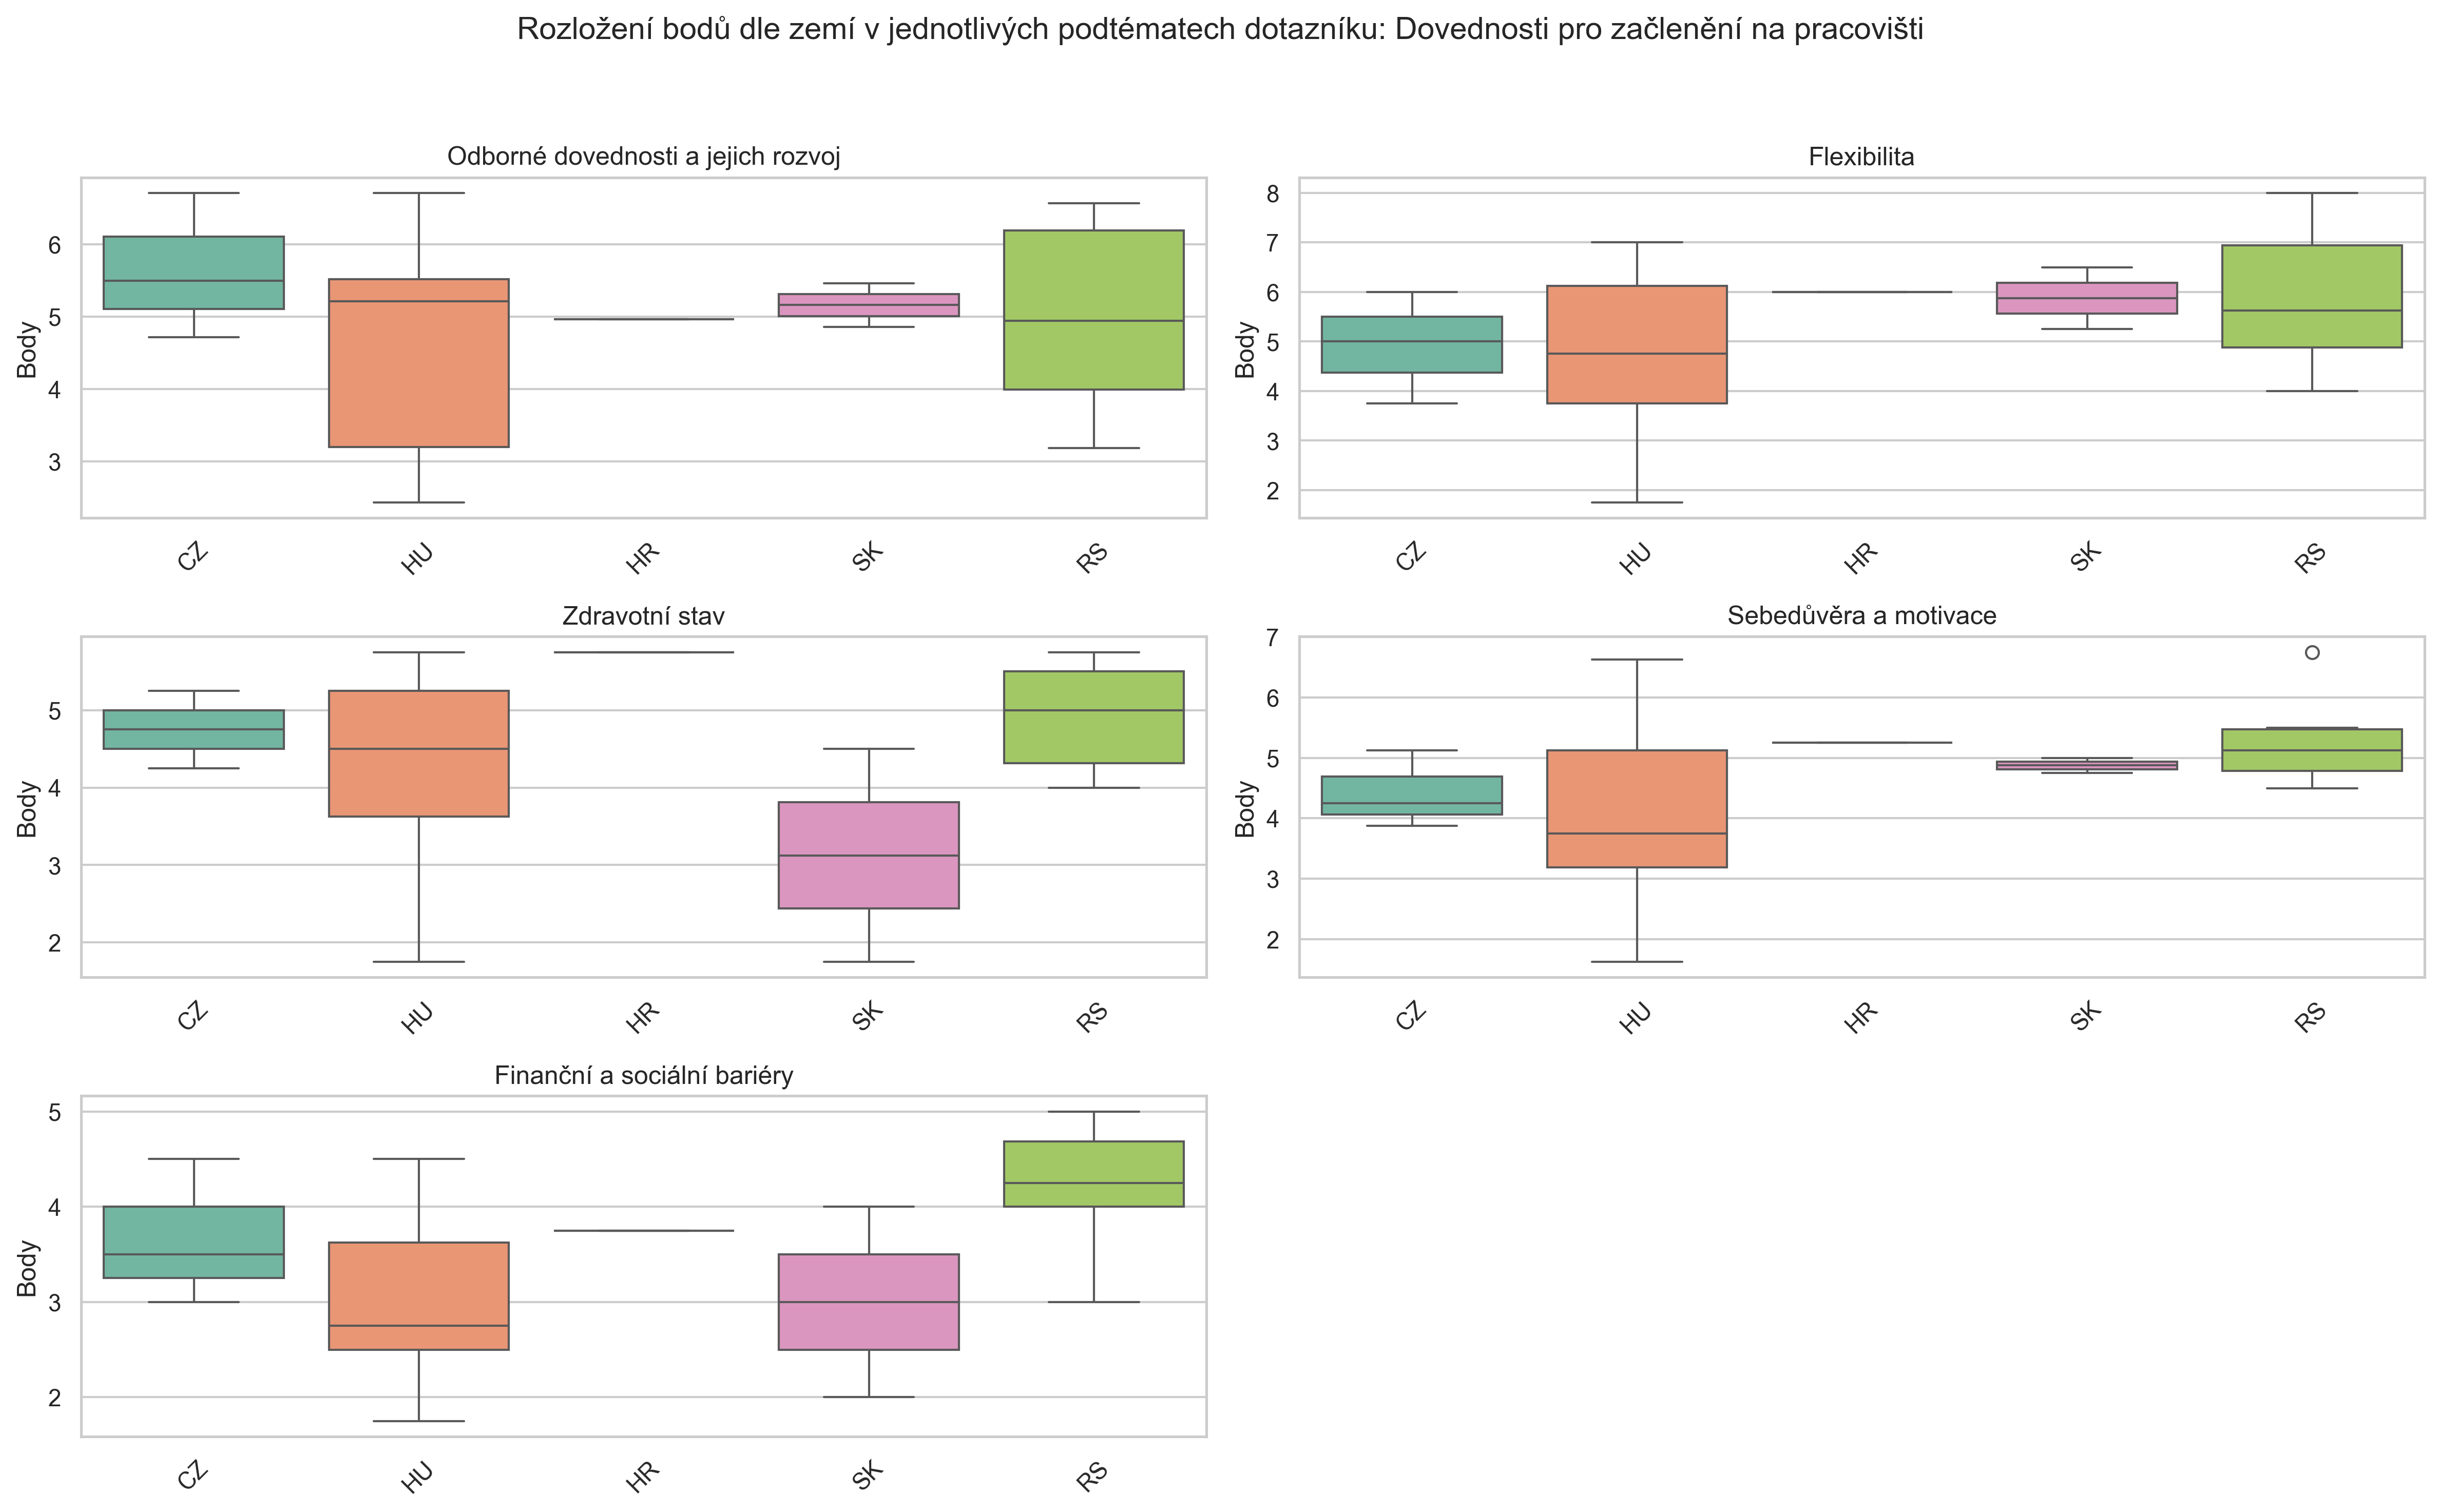 Rozložení bodů dle zemí v jednotlivých podtématech dotazníku: Dovednosti pro začlenění na pracovišti
Odborné dovednosti a jejich rozvoj
Body
6
5
4
3
CZ
HU
HR
SK
RS
Flexibilita
Body
8
7
6
5
4
3
2
CZ
HU
HR
SK
RS
Zdravotní stav
Body
5
4
3
2
CZ
HU
HR
SK
RS
Sebedůvěra a motivace
Body
7
6
5
4
3
2
CZ
HU
HR
SK
RS
Finanční a sociální bariéry
Body
5
4
3
2
CZ
HU
HR
SK
RS